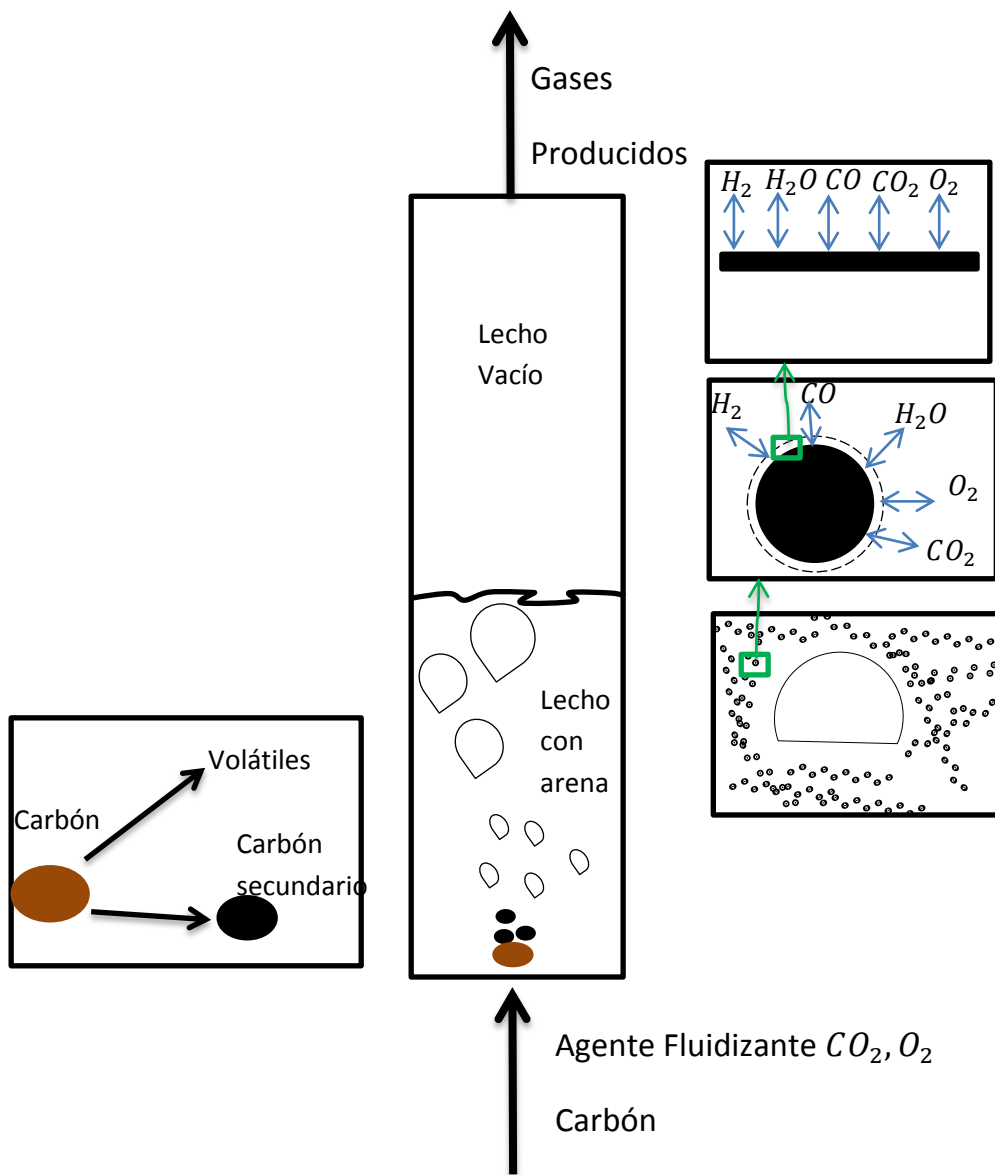 Gases
Producidos
H₂ H₂O CO CO₂ O₂
Lecho
Vacío
H₂
CO
H₂O
O₂
CO₂
Lecho
con
arena
Volátiles
Carbón
Carbón
secundario
Agente Fluidizante CO₂, O₂
Carbón